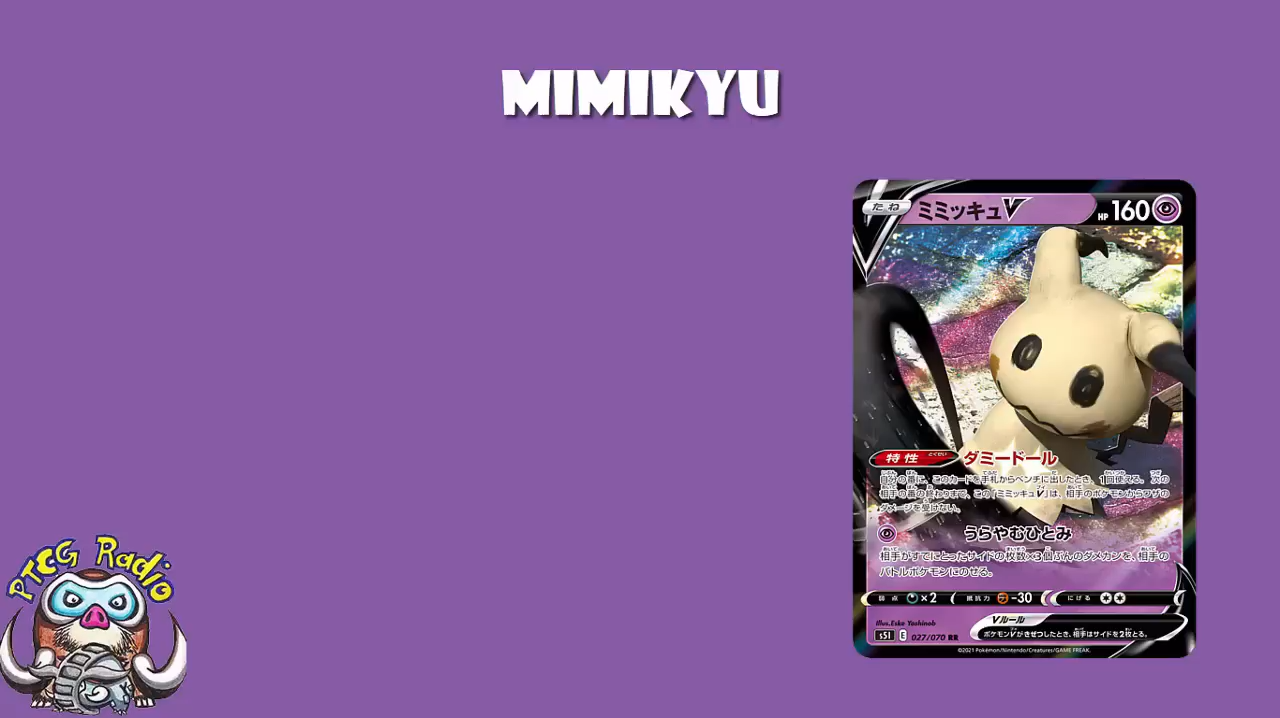 MIMIKYU
たね
ミミッキュV
HP 160
特性
ダミードール
自分の番に、このカードを手札からベンチに出したとき、1回使える。次の
相手の番の終わりまで、この「ミミッキュV」は、相手のポケモンからワザの
ダメージを受けない。
うらやむひとみ
相手がすでにとったサイドの枚数×3個ぶんのダメカンを、相手の
バトルポケモンにのせる。
弱点 ×2 抵抗力 -30 にげる
Illus.Eske Yoshinob
Vルール
s5I E 027/070 RR
ポケモンVがきぜつしたとき、相手はサイドを2枚とる。
©2021 Pokémon/Nintendo/Creatures/GAME FREAK.
PTCG Radio